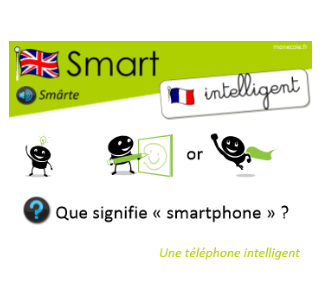 monecole.fr
Smart
Smârte
intelligent
or
Que signifie « smartphone » ?
Une téléphone intelligent